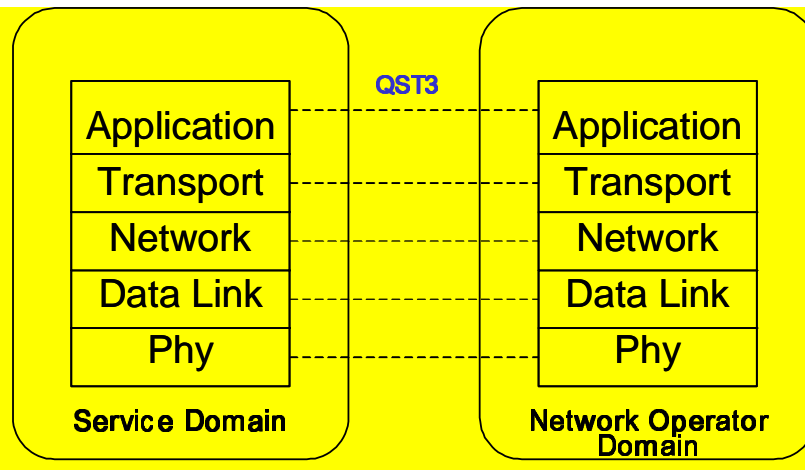 QST3
Application
Transport
Network
Data Link
Phy
Service Domain
Application
Transport
Network
Data Link
Phy
Network Operator
Domain